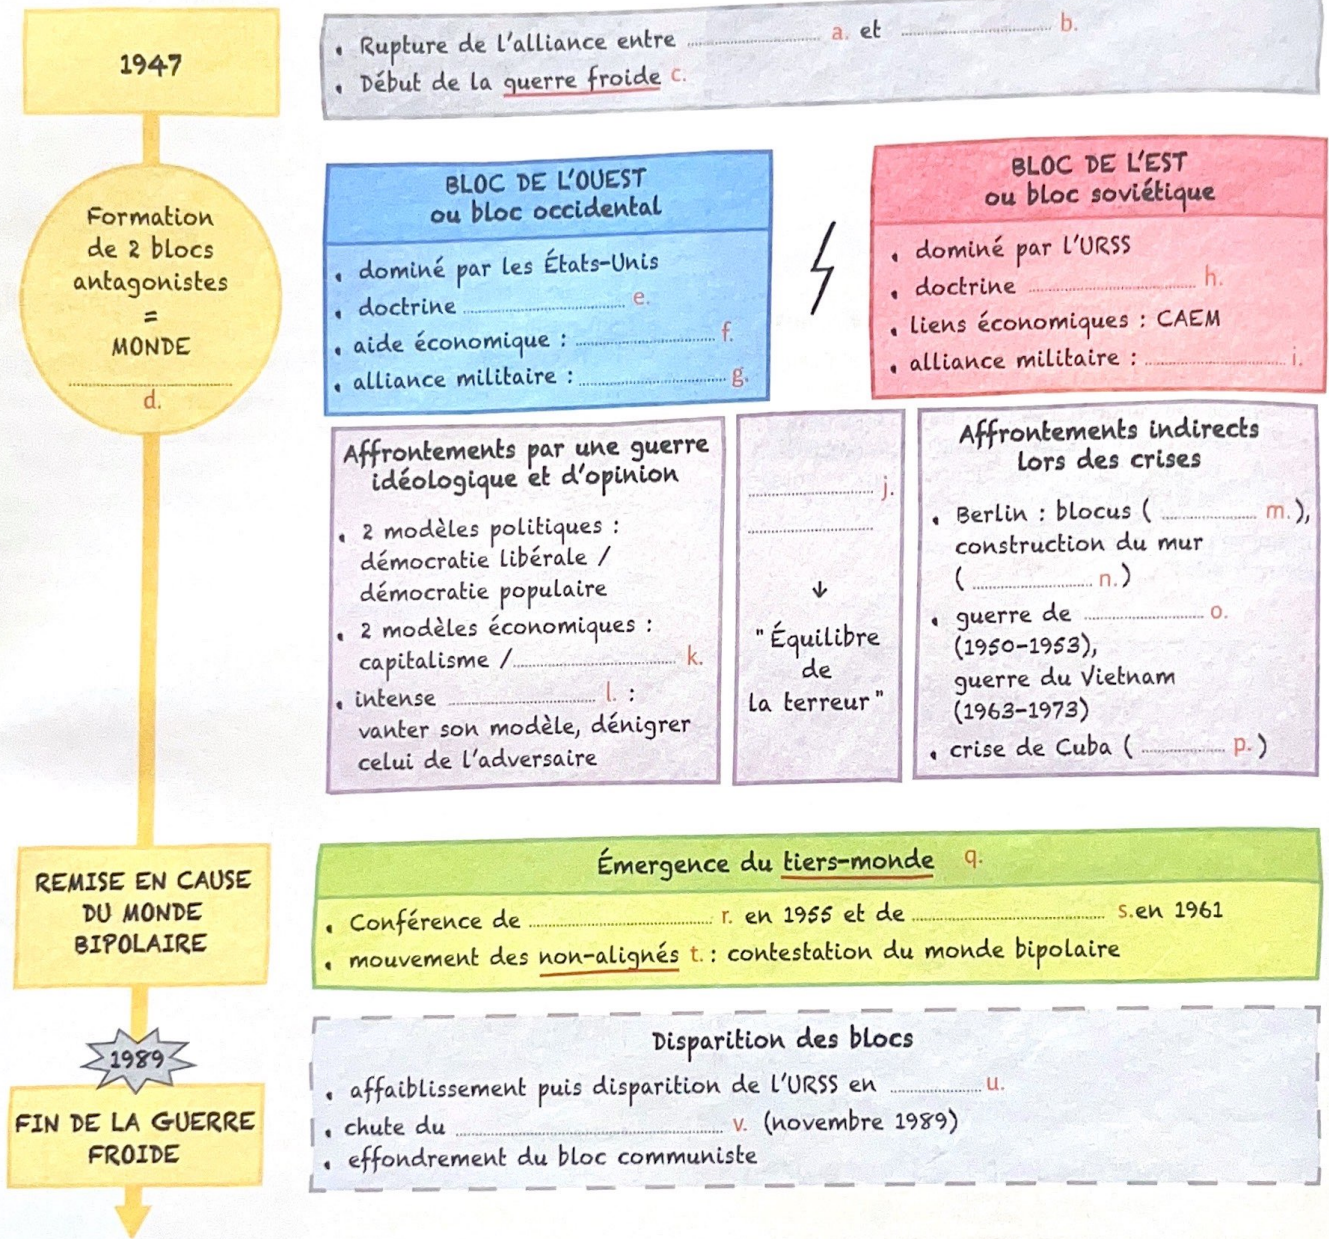 1947
• Rupture de l'alliance entre .................... a. et .................... b.
• Début de la guerre froide c.
Formation
de 2 blocs
antagonistes
=
MONDE
....................
d.
BLOC DE L'OUEST
ou bloc occidental
• dominé par les États-Unis
• doctrine .................... e.
• aide économique : .................... f.
• alliance militaire : .................... g.
BLOC DE L'EST
ou bloc soviétique
• dominé par l'URSS
• doctrine .................... h.
• liens économiques : CAEM
• alliance militaire : .................... i.
Affrontements par une guerre
idéologique et d'opinion
• 2 modèles politiques :
démocratie libérale /
démocratie populaire
• 2 modèles économiques :
capitalisme / .................... k.
• intense .................... l. :
vanter son modèle, dénigrer
celui de l'adversaire
.................... j.
....................
↓
"Équilibre
de
la terreur"
Affrontements indirects
lors des crises
• Berlin : blocus ( .................... m.),
construction du mur
( .................... n.)
• guerre de .................... o.
(1950-1953),
guerre du Vietnam
(1963-1973)
• crise de Cuba ( .................... p.)
REMISE EN CAUSE
DU MONDE
BIPOLAIRE
Émergence du tiers-monde q.
• Conférence de .................... r. en 1955 et de .................... s. en 1961
• mouvement des non-alignés t. : contestation du monde bipolaire
1989
FIN DE LA GUERRE
FROIDE
Disparition des blocs
• affaiblissement puis disparition de l'URSS en .................... u.
• chute du .................... v. (novembre 1989)
• effondrement du bloc communiste